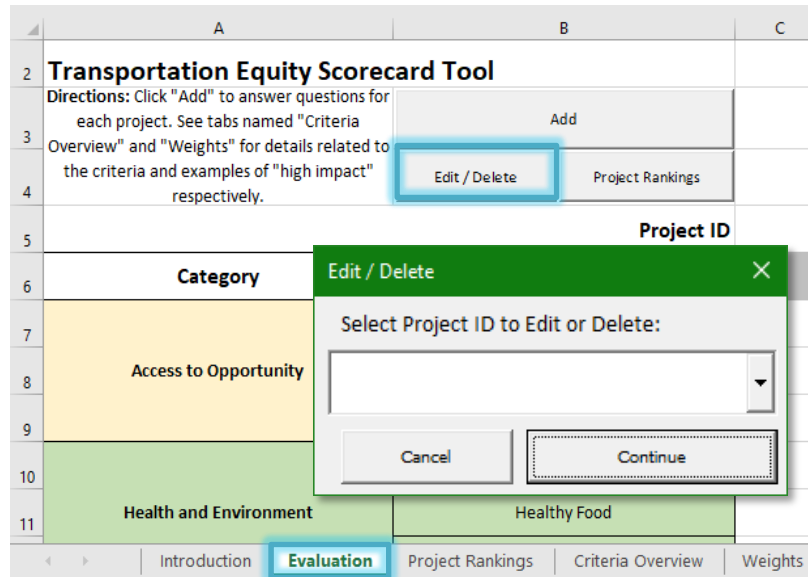 A B C
2 Transportation Equity Scorecard Tool
Directions: Click "Add" to answer questions for
each project. See tabs named "Criteria
3 Add
Overview" and "Weights" for details related to
the criteria and examples of "high impact"
4 Edit / Delete Project Rankings
respectively.
5 Project ID
6 Category
Edit / Delete
Select Project ID to Edit or Delete:
7
8 Access to Opportunity
9
Cancel Continue
10
11 Health and Environment Healthy Food
Introduction Evaluation Project Rankings Criteria Overview Weights